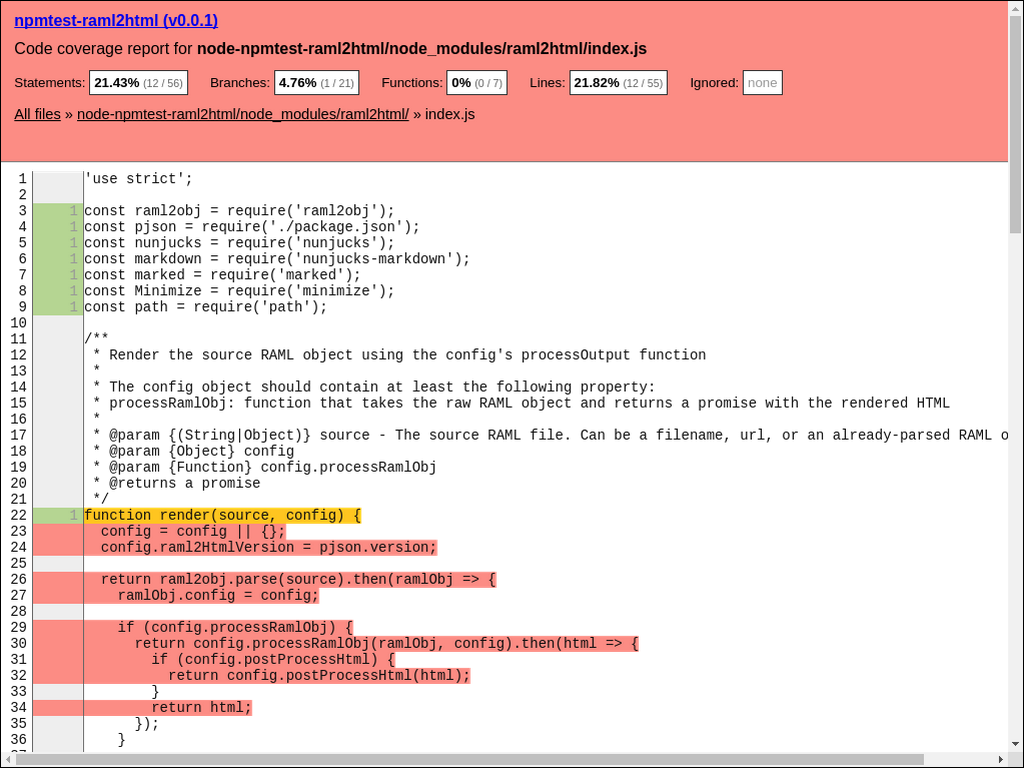 npmtest-raml2html (v0.0.1)
Code coverage report for node-npmtest-raml2html/node_modules/raml2html/index.js
Statements: 21.43% (12 / 56) Branches: 4.76% (1 / 21) Functions: 0% (0 / 7) Lines: 21.82% (12 / 55) Ignored: none
All files » node-npmtest-raml2html/node_modules/raml2html/ » index.js
1 'use strict';
2
3 1 const raml2obj = require('raml2obj');
4 1 const pjson = require('./package.json');
5 1 const nunjucks = require('nunjucks');
6 1 const markdown = require('nunjucks-markdown');
7 1 const marked = require('marked');
8 1 const Minimize = require('minimize');
9 1 const path = require('path');
10
11 /**
12  * Render the source RAML object using the config's processOutput function
13  *
14  * The config object should contain at least the following property:
15  * processRamlObj: function that takes the raw RAML object and returns a promise with the rendered HTML
16  *
17  * @param {(String|Object)} source - The source RAML file. Can be a filename, url, or an already-parsed RAML o
18  * @param {Object} config
19  * @param {Function} config.processRamlObj
20  * @returns a promise
21  */
22 1 function render(source, config) {
23   config = config || {};
24   config.raml2HtmlVersion = pjson.version;
25
26   return raml2obj.parse(source).then(ramlObj => {
27     ramlObj.config = config;
28
29     if (config.processRamlObj) {
30       return config.processRamlObj(ramlObj, config).then(html => {
31         if (config.postProcessHtml) {
32           return config.postProcessHtml(html);
33         }
34         return html;
35       });
36     }